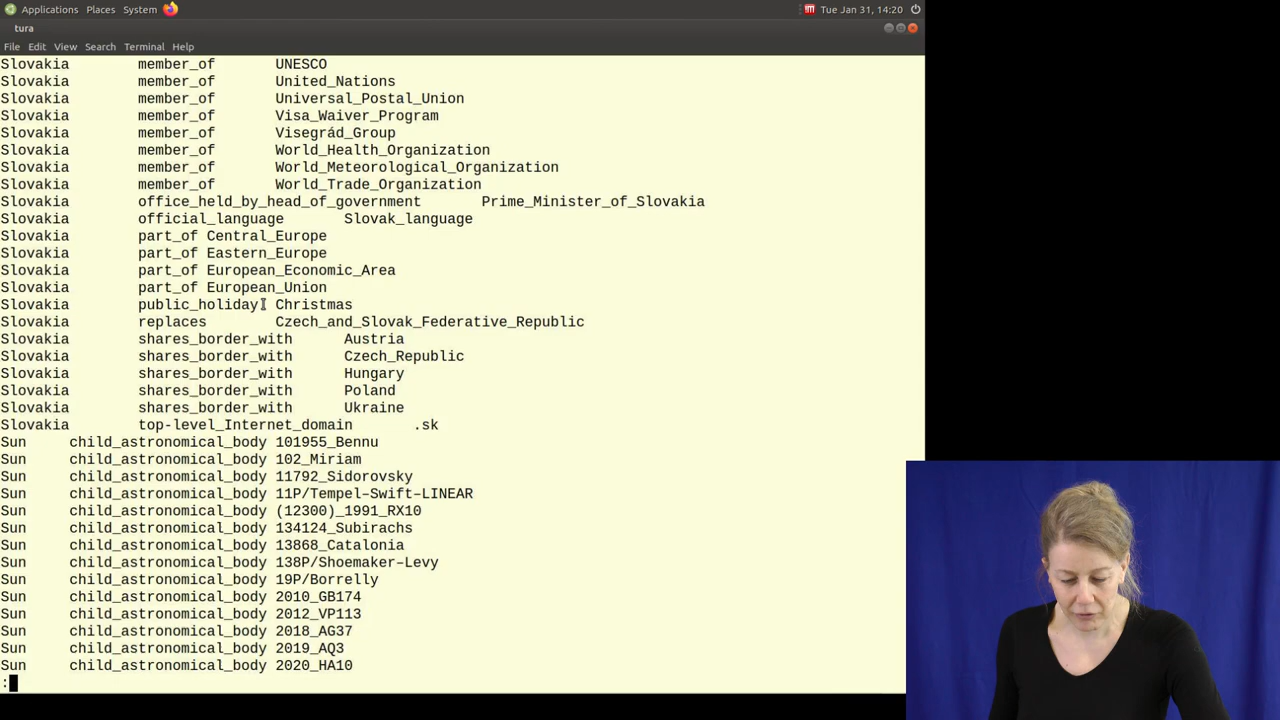 Applications Places System Tue Jan 31, 14:20
tura
File Edit View Search Terminal Help
Slovakia member_of UNESCO
Slovakia member_of United_Nations
Slovakia member_of Universal_Postal_Union
Slovakia member_of Visa_Waiver_Program
Slovakia member_of Visegrád_Group
Slovakia member_of World_Health_Organization
Slovakia member_of World_Meteorological_Organization
Slovakia member_of World_Trade_Organization
Slovakia office_held_by_head_of_government Prime_Minister_of_Slovakia
Slovakia official_language Slovak_language
Slovakia part_of Central_Europe
Slovakia part_of Eastern_Europe
Slovakia part_of European_Economic_Area
Slovakia part_of European_Union
Slovakia public_holiday Christmas
Slovakia replaces Czech_and_Slovak_Federative_Republic
Slovakia shares_border_with Austria
Slovakia shares_border_with Czech_Republic
Slovakia shares_border_with Hungary
Slovakia shares_border_with Poland
Slovakia shares_border_with Ukraine
Slovakia top-level_Internet_domain .sk
Sun child_astronomical_body 101955_Bennu
Sun child_astronomical_body 102_Miriam
Sun child_astronomical_body 11792_Sidorovsky
Sun child_astronomical_body 11P/Tempel–Swift–LINEAR
Sun child_astronomical_body (12300)_1991_RX10
Sun child_astronomical_body 134124_Subirachs
Sun child_astronomical_body 13868_Catalonia
Sun child_astronomical_body 138P/Shoemaker–Levy
Sun child_astronomical_body 19P/Borrelly
Sun child_astronomical_body 2010_GB174
Sun child_astronomical_body 2012_VP113
Sun child_astronomical_body 2018_AG37
Sun child_astronomical_body 2019_AQ3
Sun child_astronomical_body 2020_HA10
: